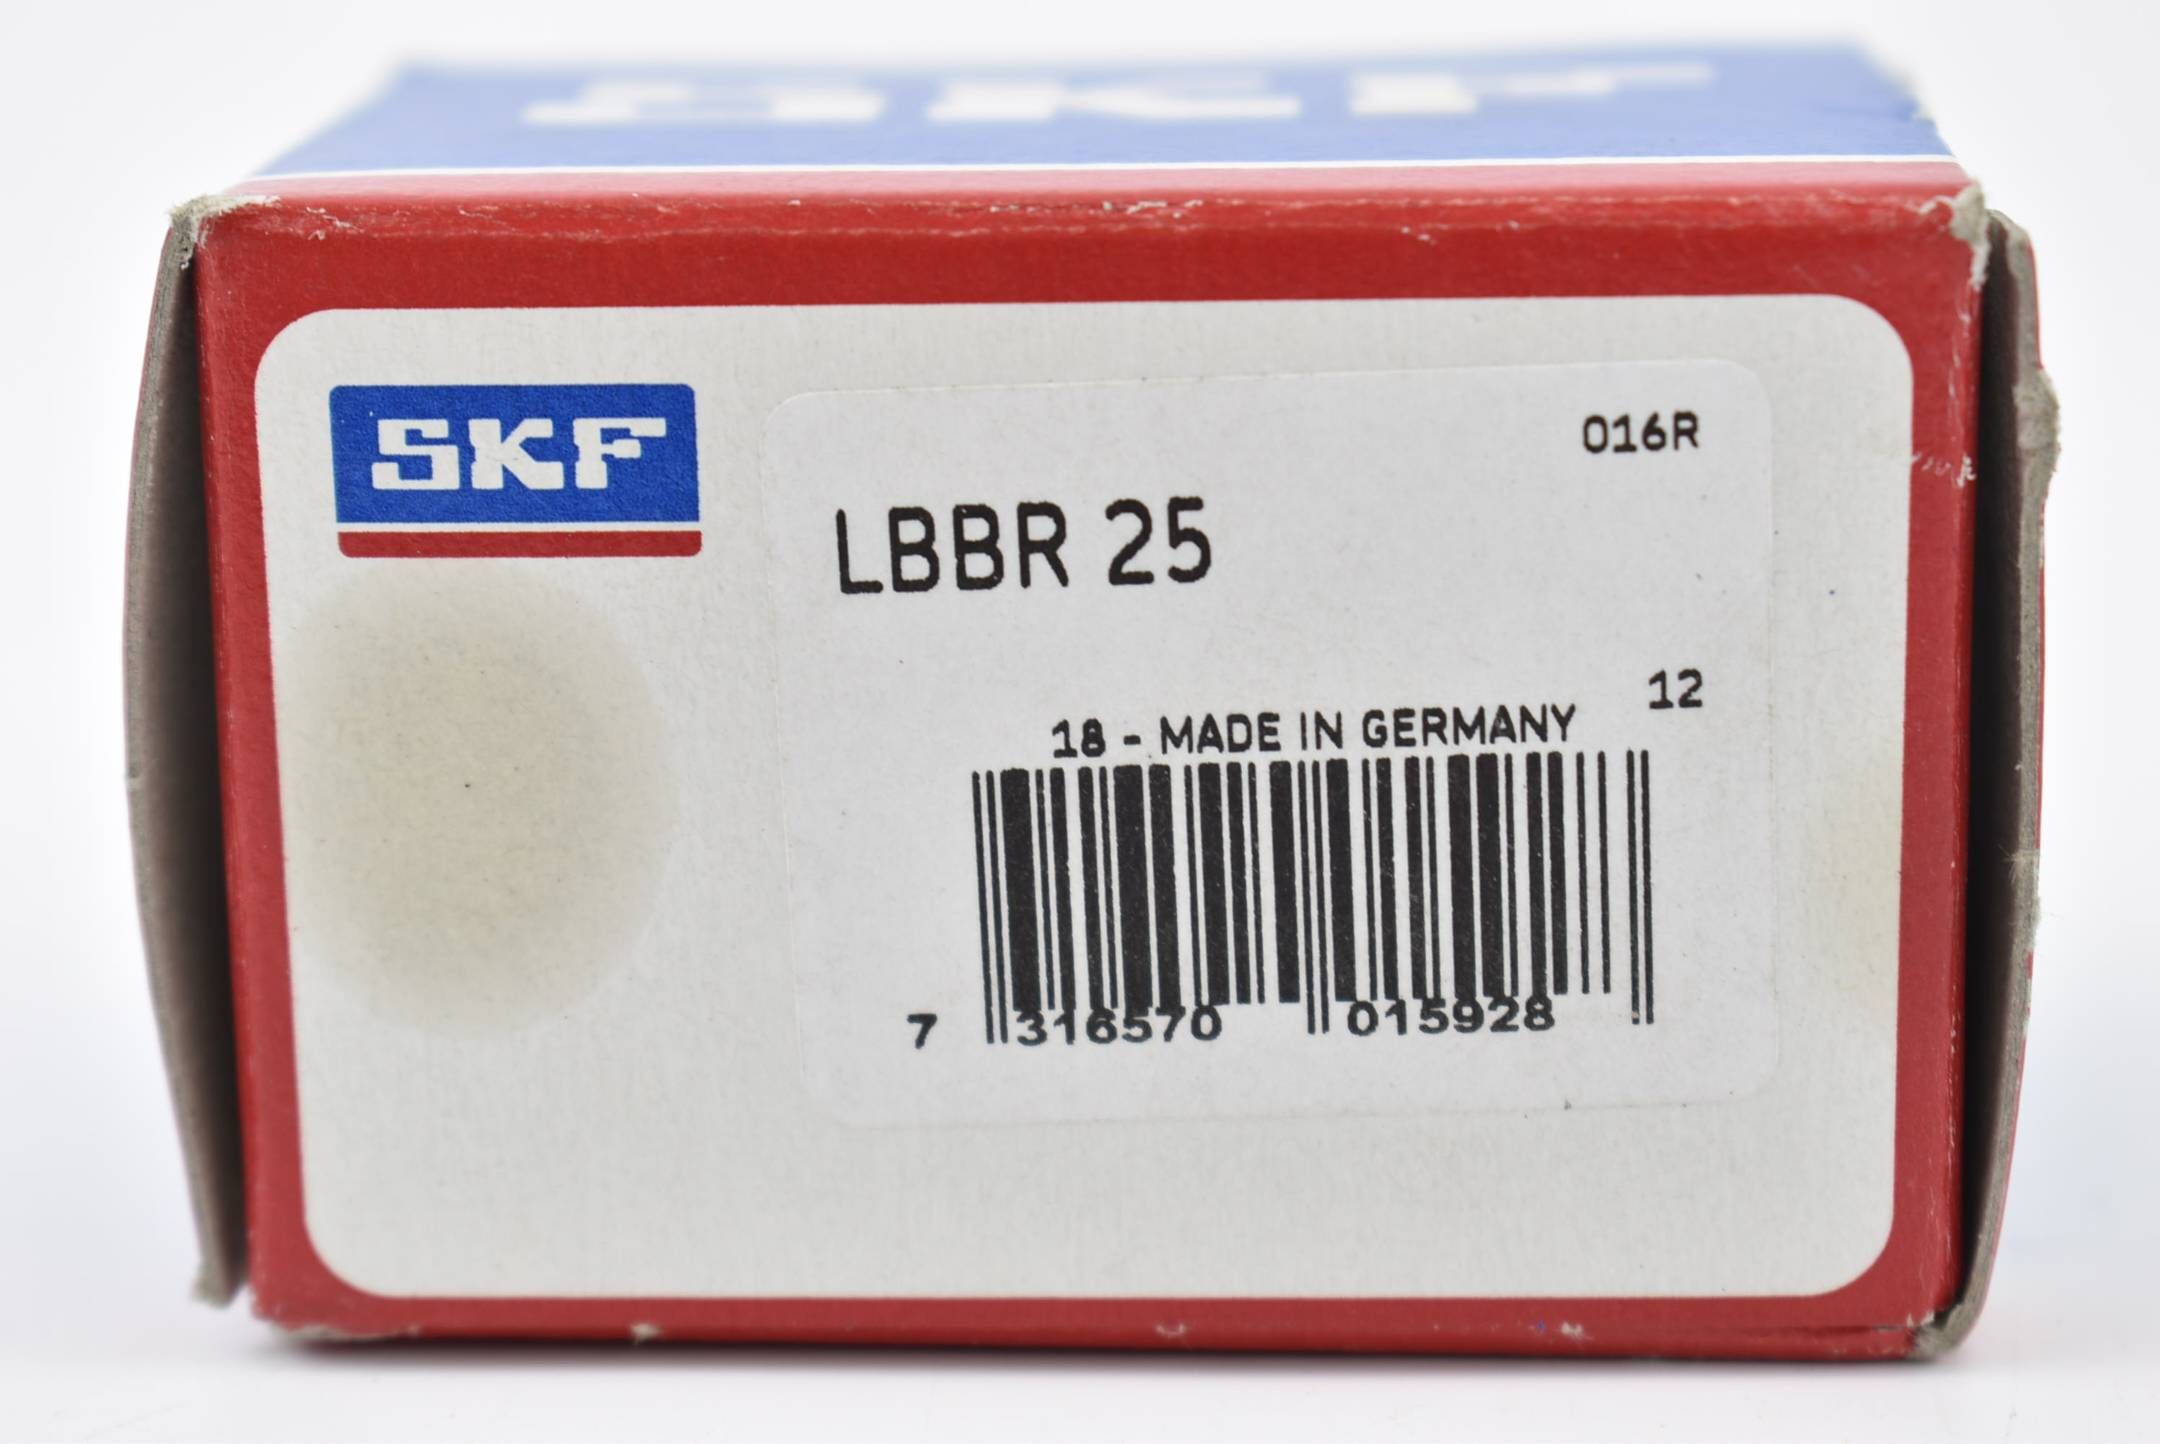 SKF
SKF
016R
LBBR 25
12
18 - MADE IN GERMANY
7 316570 015928